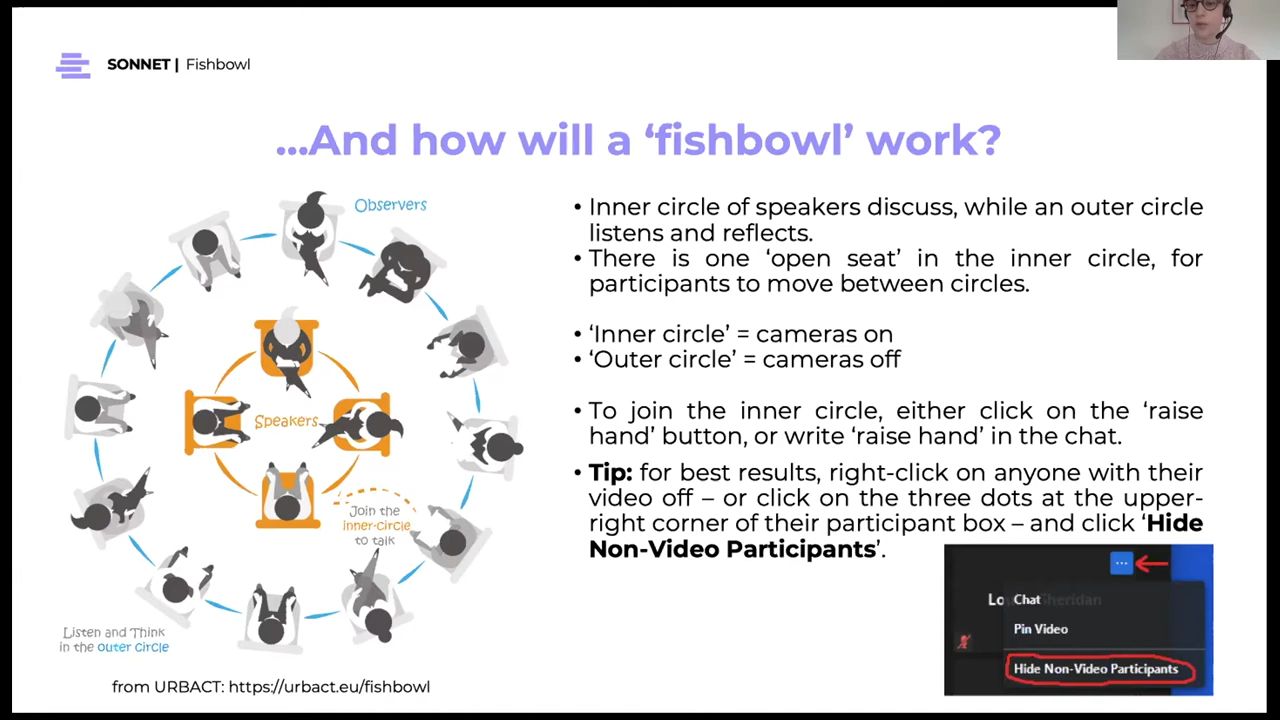 SONNET | Fishbowl
...And how will a ‘fishbowl’ work?
Observers
Speakers
Join the
inner-circle
to talk
Listen and Think
in the outer circle
from URBACT: https://urbact.eu/fishbowl
• Inner circle of speakers discuss, while an outer circle
listens and reflects.
• There is one ‘open seat’ in the inner circle, for
participants to move between circles.
• ‘Inner circle’ = cameras on
• ‘Outer circle’ = cameras off
• To join the inner circle, either click on the ‘raise
hand’ button, or write ‘raise hand’ in the chat.
• Tip: for best results, right-click on anyone with their
video off – or click on the three dots at the upper-
right corner of their participant box – and click ‘Hide
Non-Video Participants’.
Chat
Pin Video
Hide Non-Video Participants